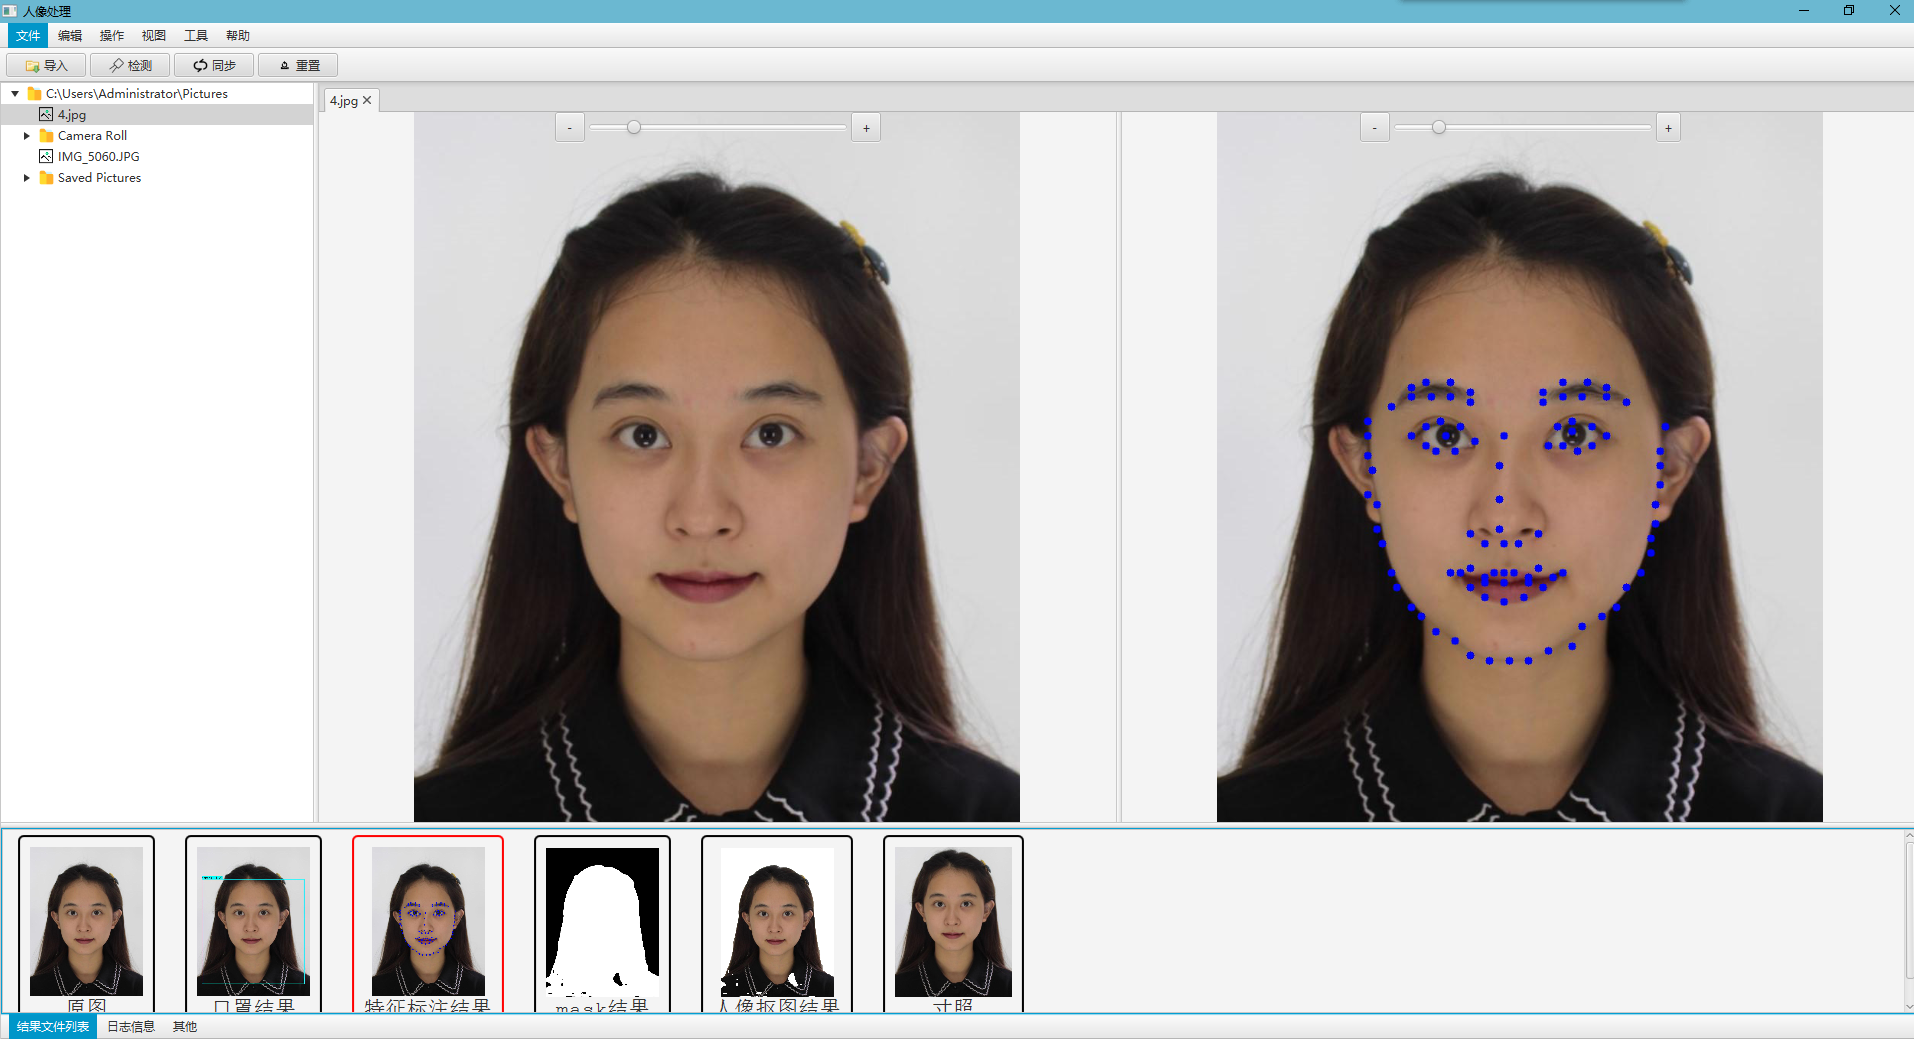 人像处理
文件 编辑 操作 视图 工具 帮助
导入 检测 同步 重置
C:\Users\Administrator\Pictures
4.jpg
Camera Roll
IMG_5060.JPG
Saved Pictures
4.jpg
- +
- +
原图 口罩结果 特征标注结果 mask结果 人像抠图结果 寸照
结果文件列表 日志信息 其他